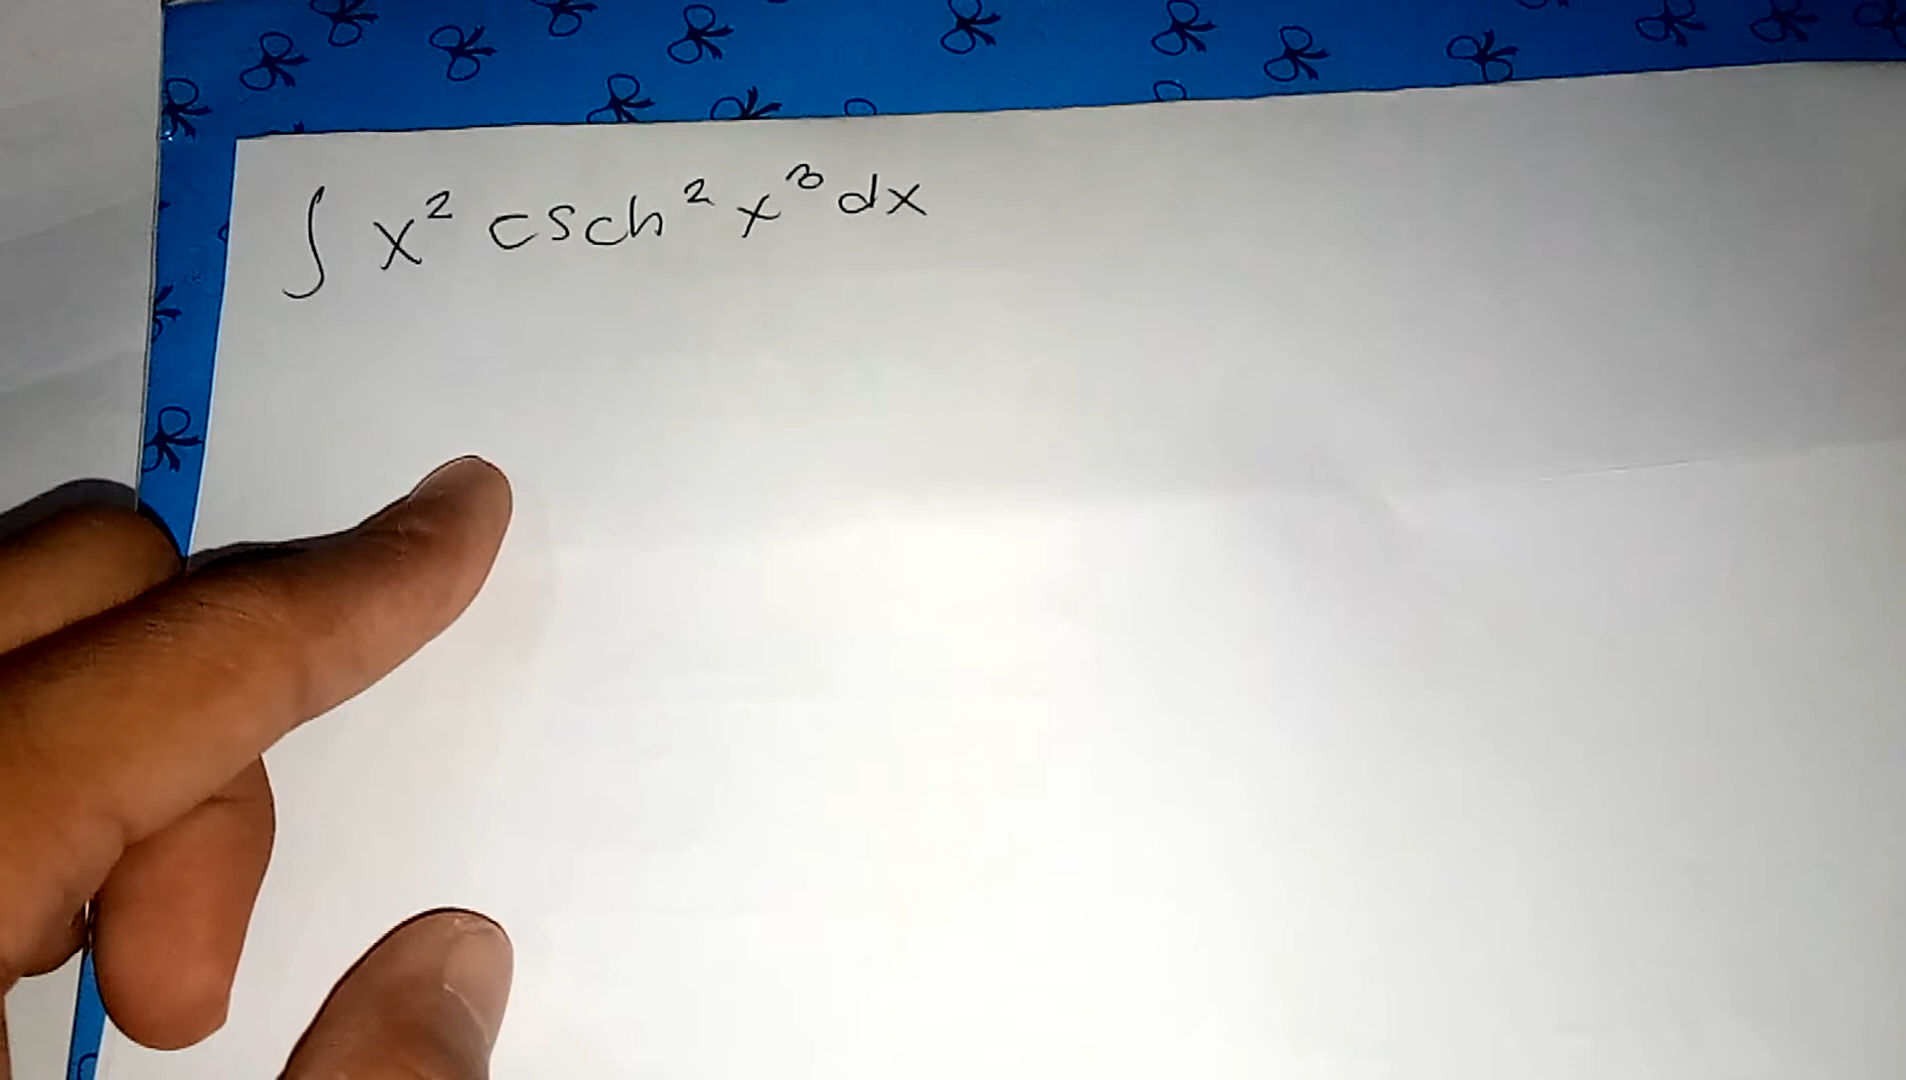 ∫ x² csch² x³ dx